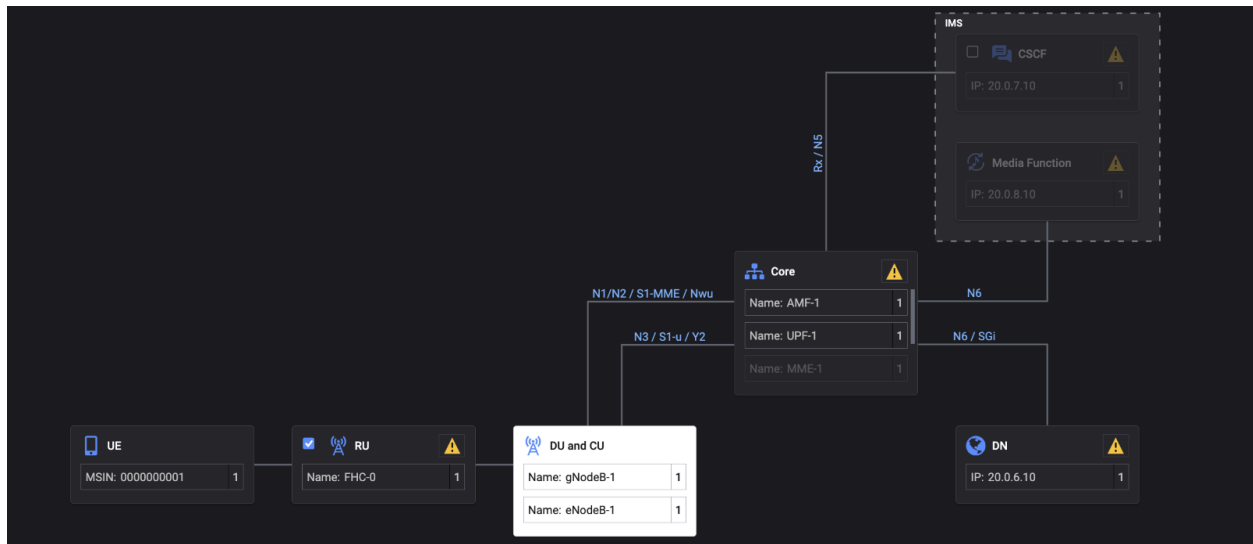 IMS
CSCF
IP: 20.0.7.10 1
Rx / N5
Media Function
IP: 20.0.8.10 1
Core
N1/N2 / S1-MME / Nwu
Name: AMF-1 1
N6
N3 / S1-u / Y2
Name: UPF-1 1
N6 / SGi
Name: MME-1 1
UE
MSIN: 0000000001 1
RU
Name: FHC-0 1
DU and CU
Name: gNodeB-1 1
Name: eNodeB-1 1
DN
IP: 20.0.6.10 1